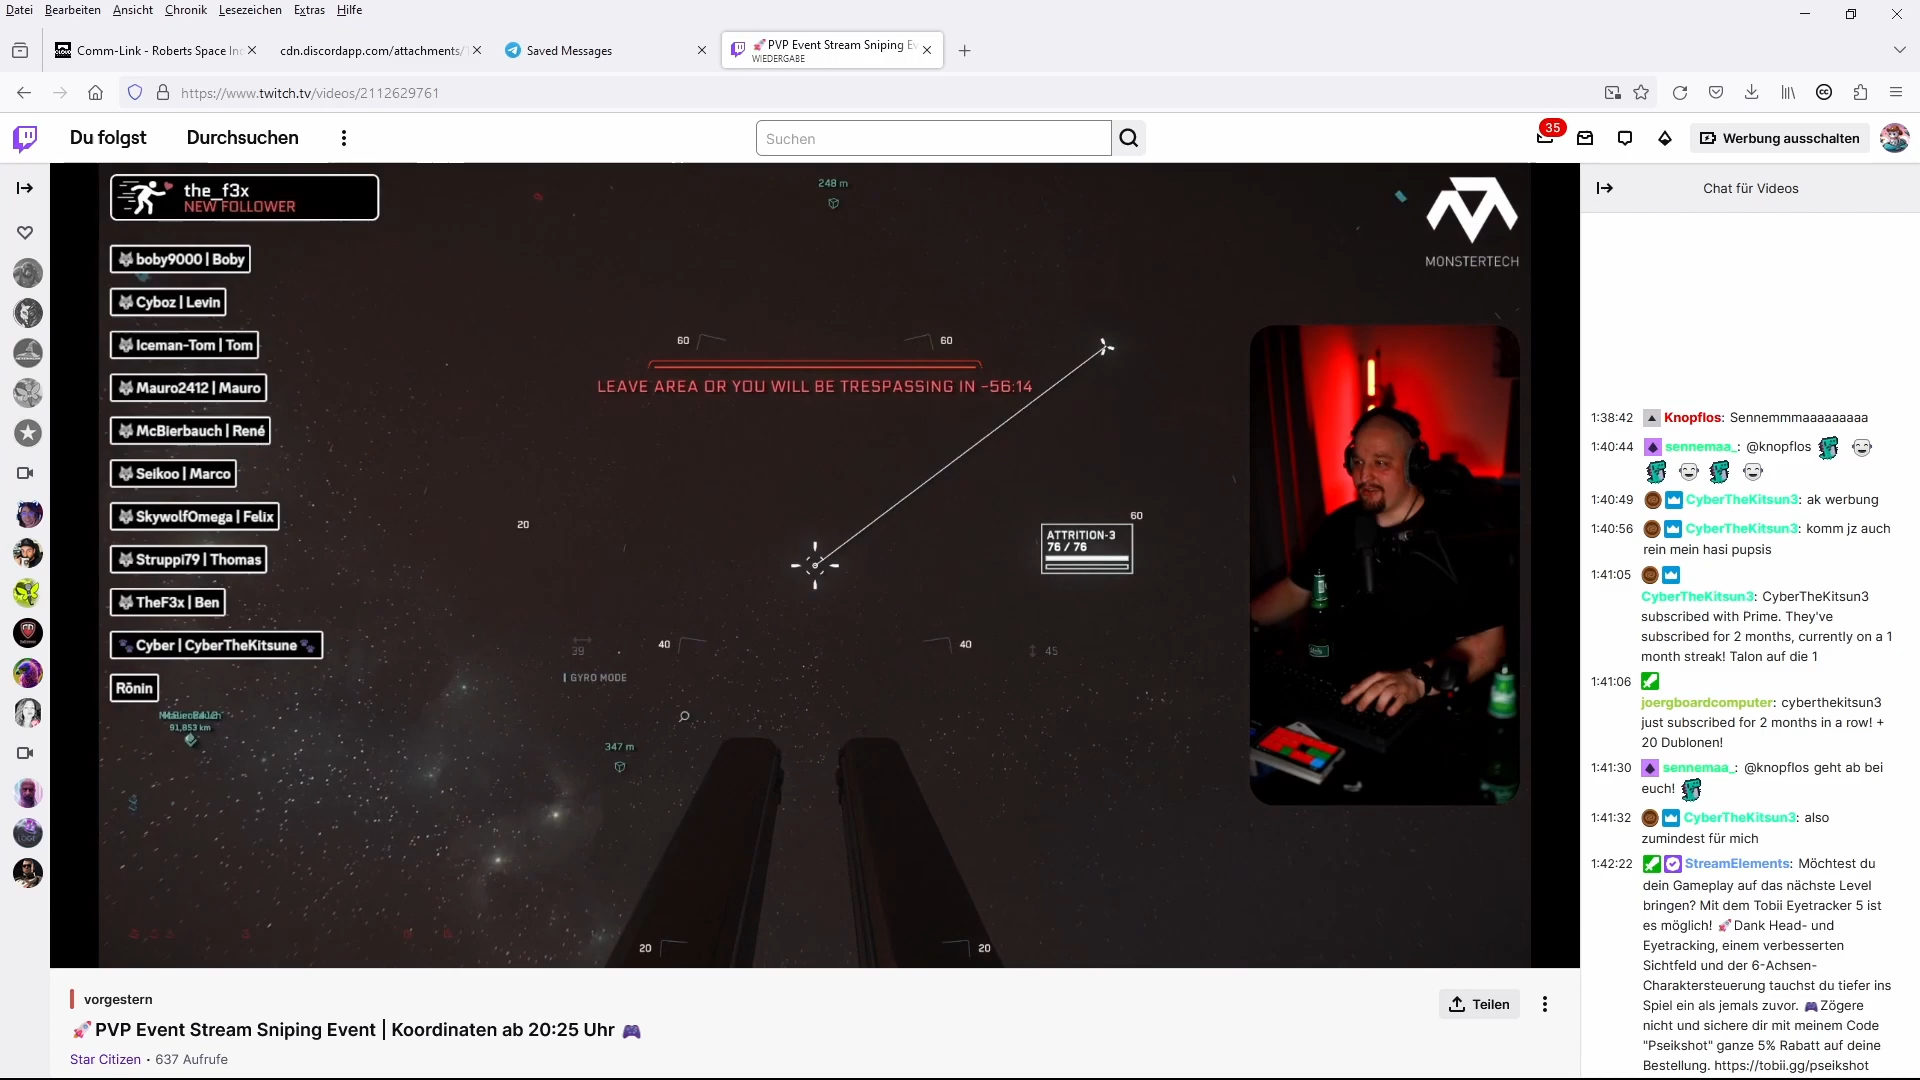 Datei Bearbeiten Ansicht Chronik Lesezeichen Extras Hilfe
Comm-Link - Roberts Space In
cdn.discordapp.com/attachments/
Saved Messages
PVP Event Stream Sniping Ev
WIEDERGABE
https://www.twitch.tv/videos/2112629761
Du folgst
Durchsuchen
Suchen
35
Werbung ausschalten
the_f3x
NEW FOLLOWER
boby9000 | Boby
Cyboz | Levin
Iceman-Tom | Tom
Mauro2412 | Mauro
McBierbauch | René
Seikoo | Marco
SkywolfOmega | Felix
Struppi79 | Thomas
TheF3x | Ben
Cyber | CyberTheKitsune
Rōnin
91,853 km
248 m
60
60
LEAVE AREA OR YOU WILL BE TRESPASSING IN -56:14
20
60
ATTRITION-3
76 / 76
39
40
40
45
GYRO MODE
347 m
20
20
MONSTERTECH
vorgestern
PVP Event Stream Sniping Event | Koordinaten ab 20:25 Uhr
Star Citizen • 637 Aufrufe
Teilen
Chat für Videos
1:38:42 Knopflos: Sennemmmaaaaaaaaa
1:40:44 sennemaa_: @knopflos
1:40:49 CyberTheKitsun3: ak werbung
1:40:56 CyberTheKitsun3: komm jz auch
rein mein hasi pupsis
1:41:05
CyberTheKitsun3: CyberTheKitsun3
subscribed with Prime. They've
subscribed for 2 months, currently on a 1
month streak! Talon auf die 1
1:41:06
joergboardcomputer: cyberthekitsun3
just subscribed for 2 months in a row! +
20 Dublonen!
1:41:30 sennemaa_: @knopflos geht ab bei
euch!
1:41:32 CyberTheKitsun3: also
zumindest für mich
1:42:22 StreamElements: Möchtest du
dein Gameplay auf das nächste Level
bringen? Mit dem Tobii Eyetracker 5 ist
es möglich! Dank Head- und
Eyetracking, einem verbesserten
Sichtfeld und der 6-Achsen-
Charaktersteuerung tauchst du tiefer ins
Spiel ein als jemals zuvor. Zögere
nicht und sichere dir mit meinem Code
"Pseikshot" ganze 5% Rabatt auf deine
Bestellung. https://tobii.gg/pseikshot